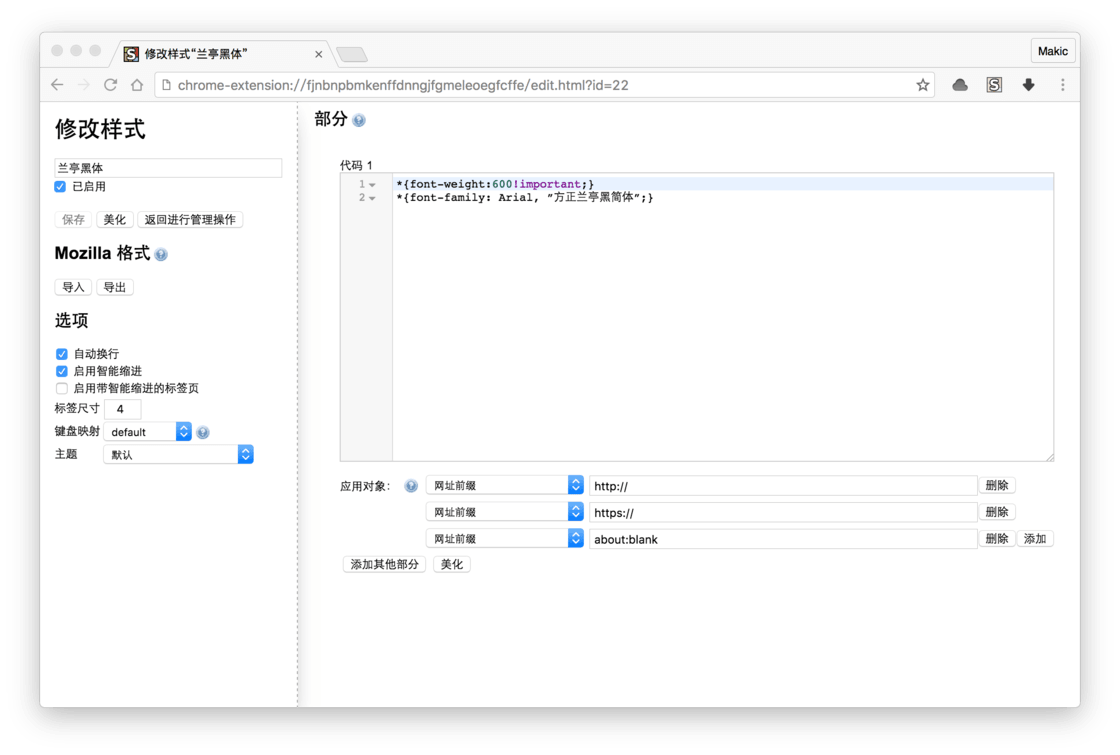 修改样式“兰亭黑体”
Makic
chrome-extension://fjnbnpbmkenffdnngjfgmeleoegfcffe/edit.html?id=22
修改样式
兰亭黑体
已启用
保存 美化 返回进行管理操作
Mozilla 格式
导入 导出
选项
自动换行
启用智能缩进
启用带智能缩进的标签页
标签尺寸 4
键盘映射 default
主题 默认
部分
代码 1
1 *{font-weight:600!important;}
2 *{font-family: Arial, "方正兰亭黑简体";}
应用对象: 网址前缀 http:// 删除
网址前缀 https:// 删除
网址前缀 about:blank 删除 添加
添加其他部分 美化